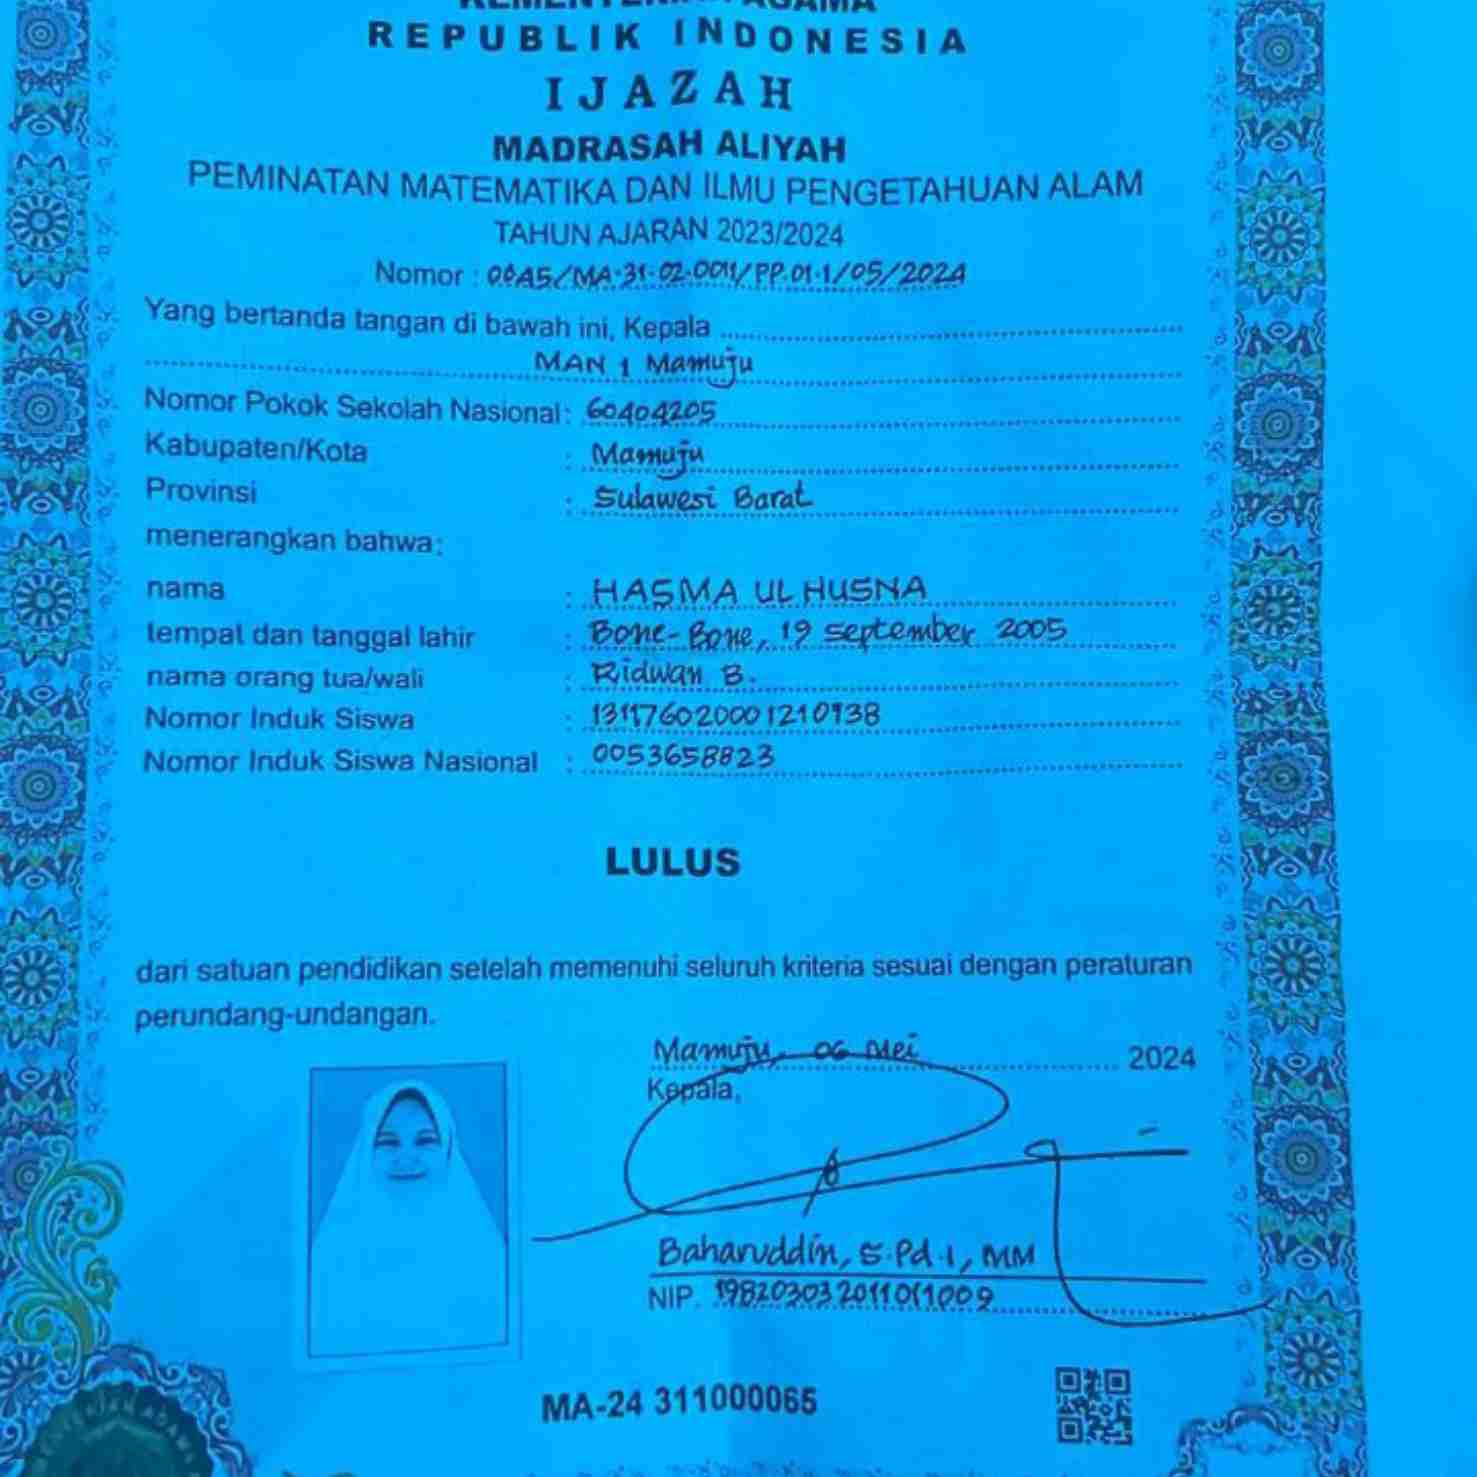 KEMENTERIAN AGAMA
REPUBLIK INDONESIA
IJAZAH
MADRASAH ALIYAH
PEMINATAN MATEMATIKA DAN ILMU PENGETAHUAN ALAM
TAHUN AJARAN 2023/2024
Nomor : 00A5/MA.31.02.0011/PP.01.1/05/2024
Yang bertanda tangan di bawah ini, Kepala
MAN 1 Mamuju
Nomor Pokok Sekolah Nasional : 60404205
Kabupaten/Kota : Mamuju
Provinsi : Sulawesi Barat
menerangkan bahwa:
nama : HASMA UL HUSNA
tempat dan tanggal lahir : Bone-Bone, 19 September 2005
nama orang tua/wali : Ridwan B.
Nomor Induk Siswa : 131176020001210938
Nomor Induk Siswa Nasional : 0053658823
LULUS
dari satuan pendidikan setelah memenuhi seluruh kriteria sesuai dengan peraturan
perundang-undangan.
Mamuju, 06 Mei 2024
Kepala,
Baharuddin, S.Pd.I, MM
NIP. 198203032011011009
MA-24 311000065